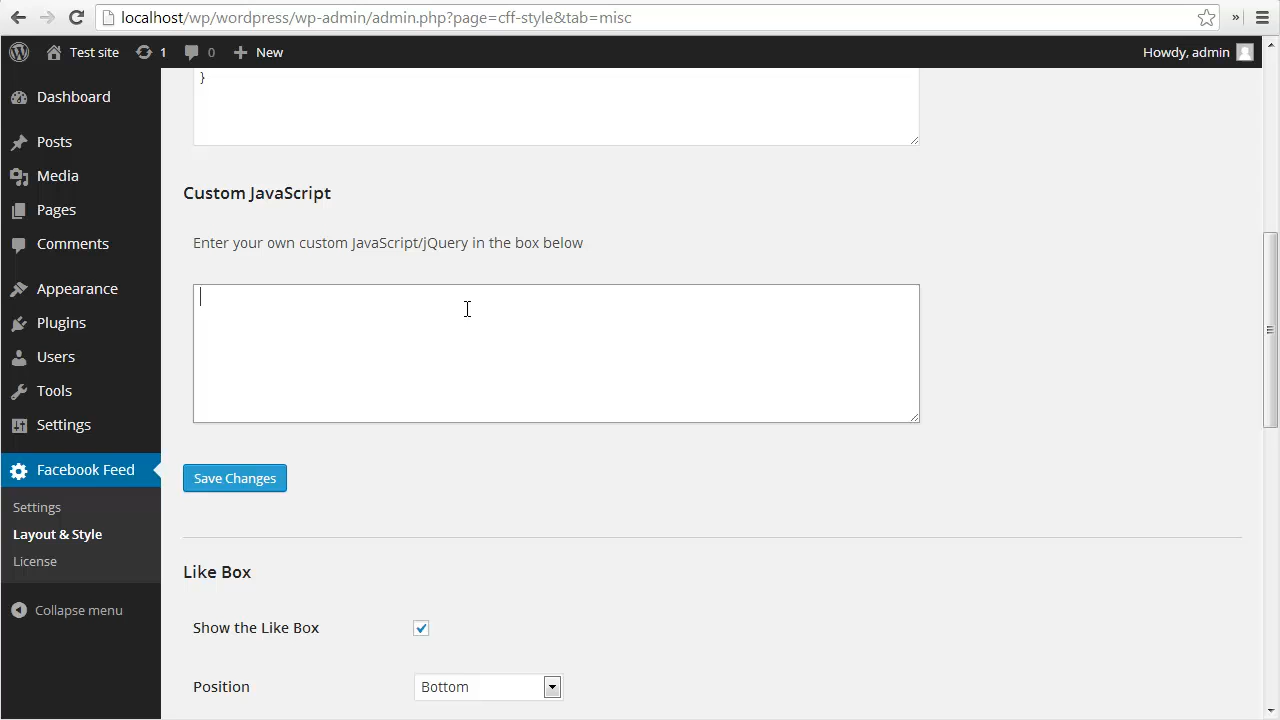 localhost/wp/wordpress/wp-admin/admin.php?page=cff-style&tab=misc
»
Test site 1 0 New Howdy, admin
Dashboard
Posts
Media
Pages
Comments
Appearance
Plugins
Users
Tools
Settings
Facebook Feed
Settings
Layout & Style
License
Collapse menu
}
Custom JavaScript
Enter your own custom JavaScript/jQuery in the box below
Save Changes
Like Box
Show the Like Box
Position Bottom